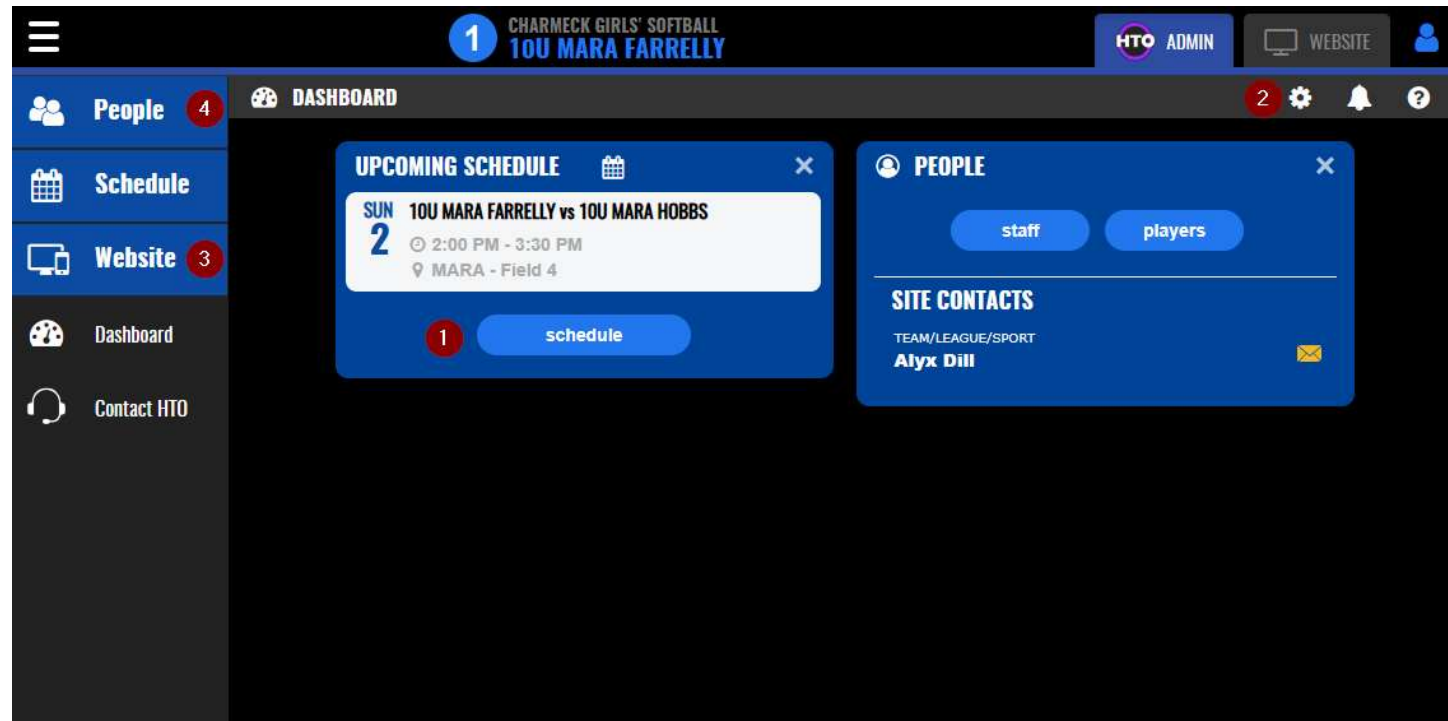 1
CHARMECK GIRLS' SOFTBALL
10U MARA FARRELLY
HTO ADMIN
WEBSITE
People 4
Schedule
Website 3
Dashboard
Contact HTO
DASHBOARD
2
?
UPCOMING SCHEDULE
SUN
2
10U MARA FARRELLY vs 10U MARA HOBBS
2:00 PM - 3:30 PM
MARA - Field 4
1 schedule
PEOPLE
staff players
SITE CONTACTS
TEAM/LEAGUE/SPORT
Alyx Dill